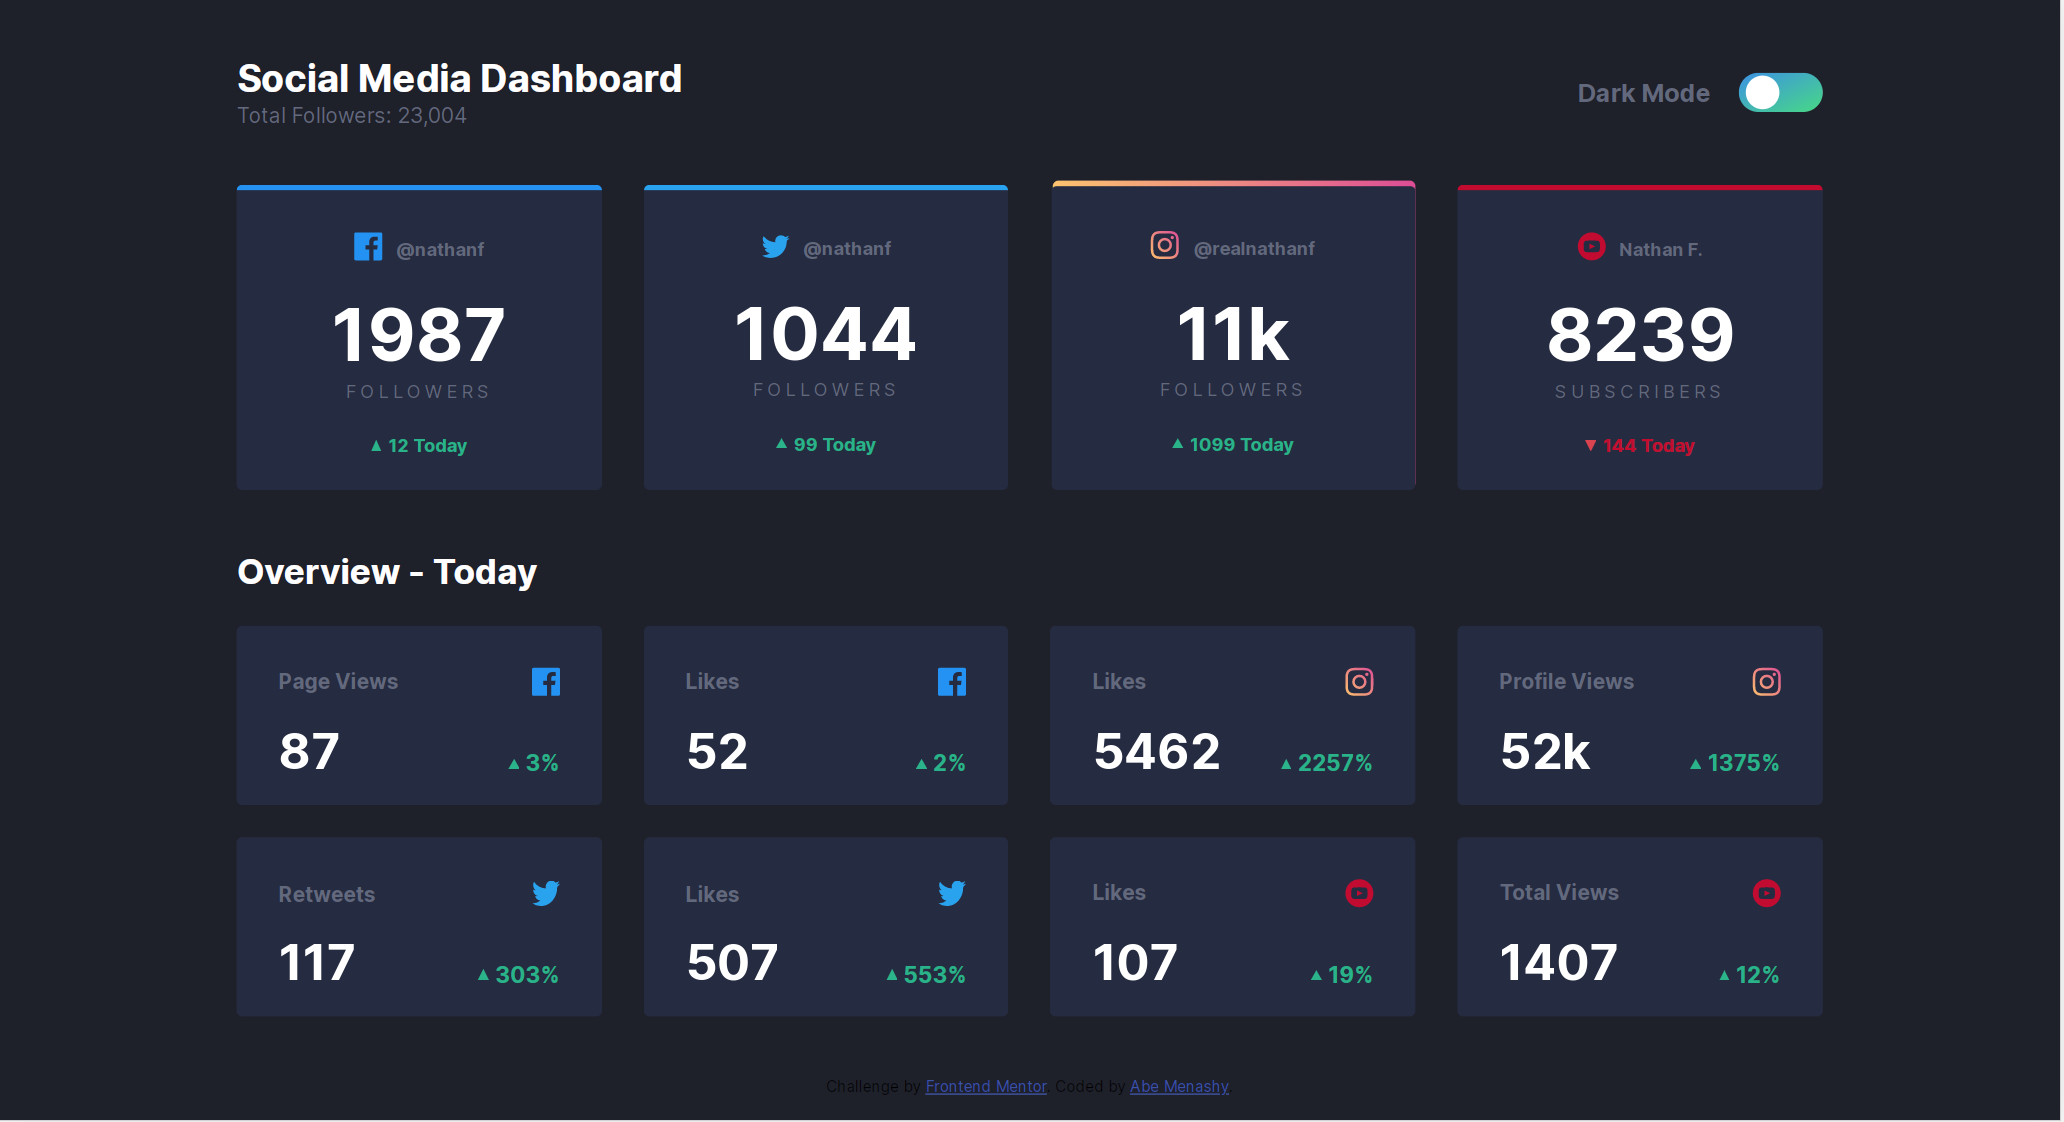 Social Media Dashboard
Total Followers: 23,004
Dark Mode
@nathanf
1987
FOLLOWERS
12 Today
@nathanf
1044
FOLLOWERS
99 Today
@realnathanf
11k
FOLLOWERS
1099 Today
Nathan F.
8239
SUBSCRIBERS
144 Today
Overview - Today
Page Views
87
3%
Likes
52
2%
Likes
5462
2257%
Profile Views
52k
1375%
Retweets
117
303%
Likes
507
553%
Likes
107
19%
Total Views
1407
12%
Challenge by Frontend Mentor. Coded by Abe Menashy.